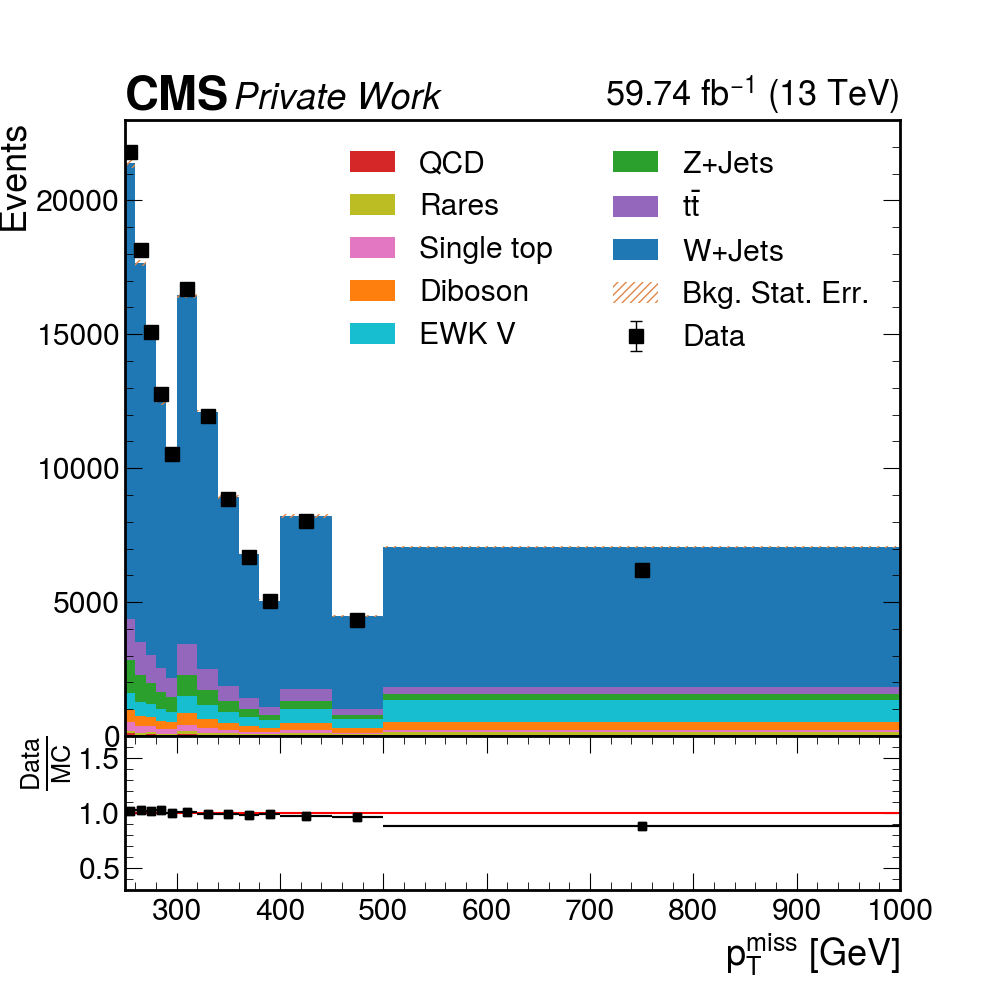 CMS Private Work 59.74 fb⁻¹ (13 TeV)
Events
20000
15000
10000
5000
0
QCD
Rares
Single top
Diboson
EWK V
Z+Jets
tt̄
W+Jets
Bkg. Stat. Err.
Data
Data
MC
1.5
1.0
0.5
300 400 500 600 700 800 900 1000
p_T^miss [GeV]